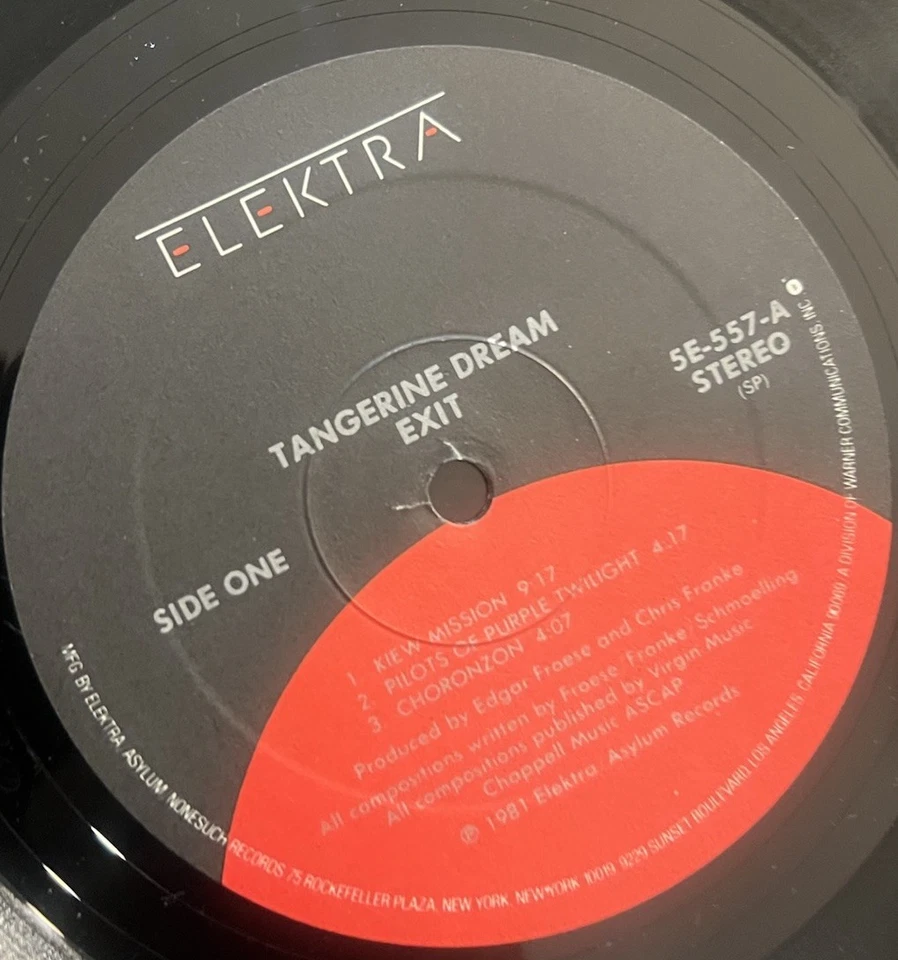 ELEKTRA
TANGERINE DREAM
EXIT
5E-557-A
STEREO
(SP)
SIDE ONE
1 KIEW MISSION 9:17
2. PILOTS OF PURPLE TWILIGHT 4:17
3 CHORONZON 4:07
Produced by Edgar Froese and Chris Franke
All compositions written by Froese/Franke/Schmoelling
All compositions published by Virgin Music
Chappell Music ASCAP
℗ 1981 Elektra/Asylum Records
MFG BY ELEKTRA/ASYLUM/NONESUCH RECORDS, 75 ROCKEFELLER PLAZA, NEW YORK, NEW YORK 10019, 9229 SUNSET BOULEVARD, LOS ANGELES, CALIFORNIA 90069, A DIVISION OF WARNER COMMUNICATIONS, INC.